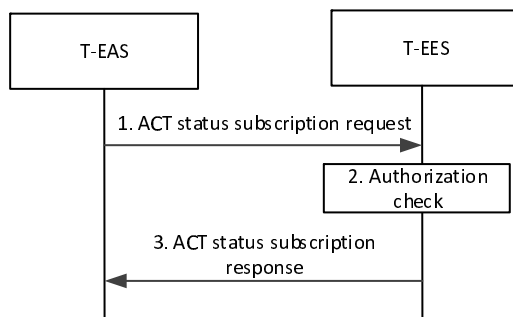 T-EAS
T-EES
1. ACT status subscription request
2. Authorization
check
3. ACT status subscription
response